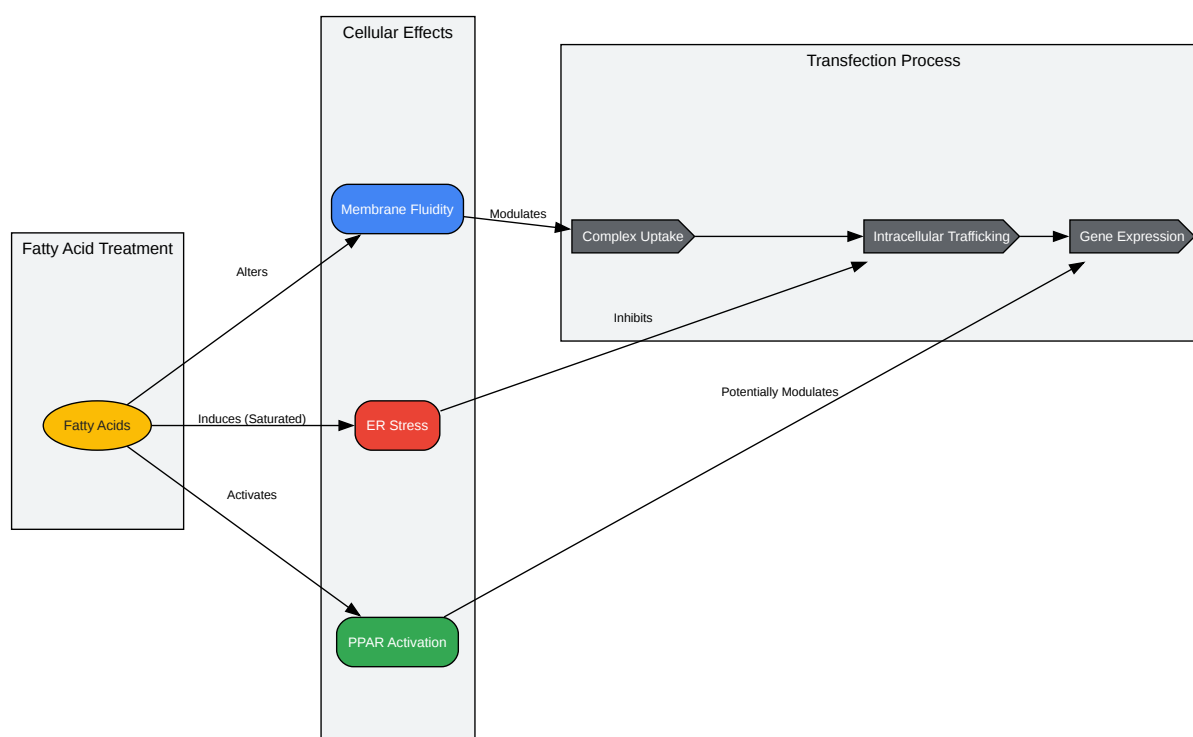 Cellular Effects
Transfection Process
Membrane Fluidity
Modulates
Complex Uptake
Intracellular Trafficking
Gene Expression
Fatty Acid Treatment
Alters
Inhibits
Potentially Modulates
Fatty Acids
Induces (Saturated)
ER Stress
Activates
PPAR Activation